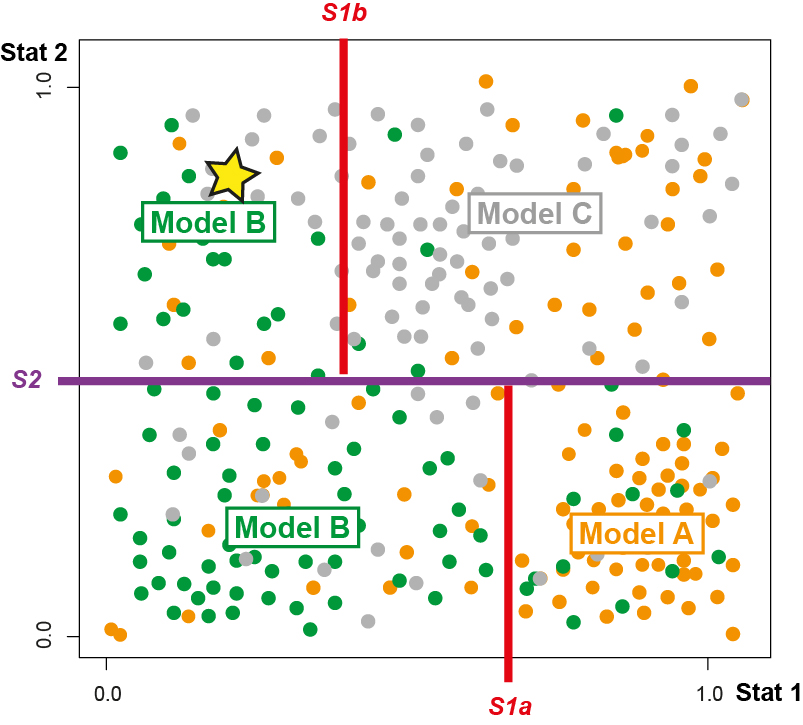 S1b
Stat 2
1.0
Model B
Model C
S2
Model B
Model A
0.0
0.0
1.0
Stat 1
S1a